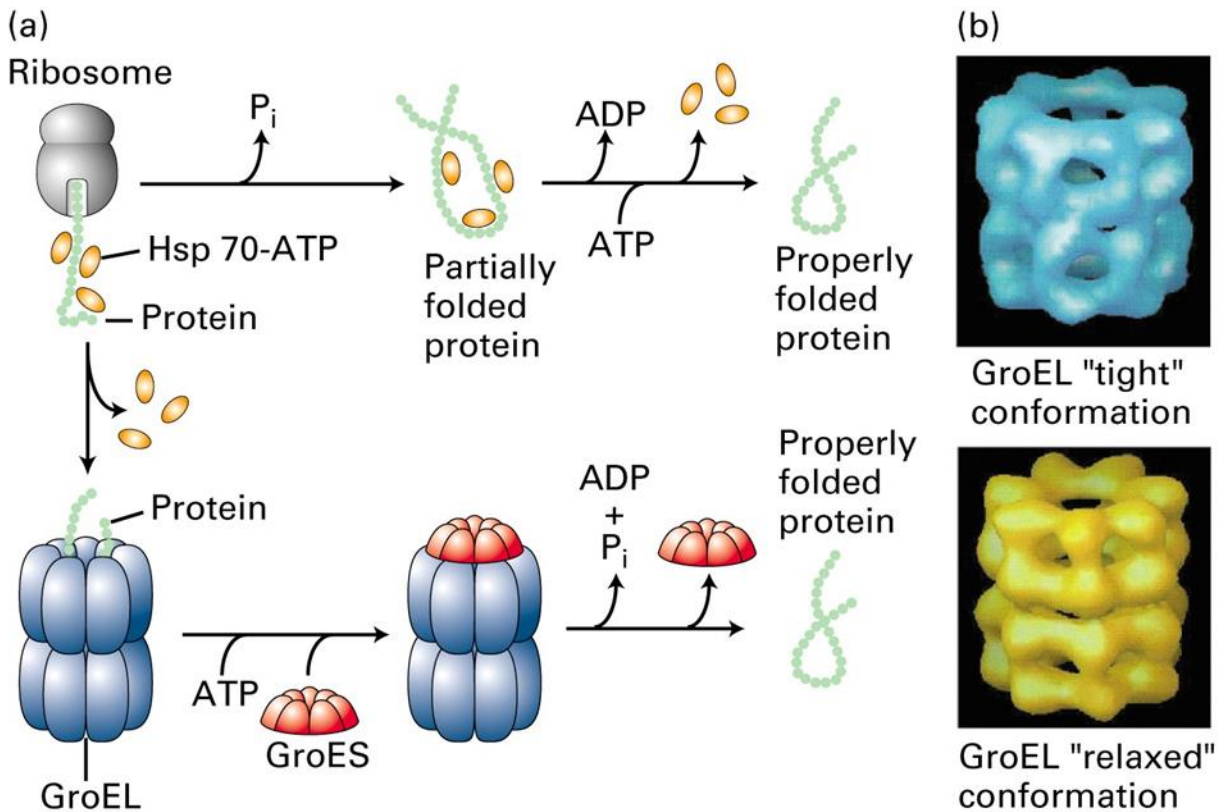 (a)
Ribosome
Pi
ADP
Hsp 70-ATP
Protein
Partially
folded
protein
ATP
Properly
folded
protein
Protein
ATP
GroES
GroEL
ADP
+
Pi
Properly
folded
protein
(b)
GroEL "tight"
conformation
GroEL "relaxed"
conformation